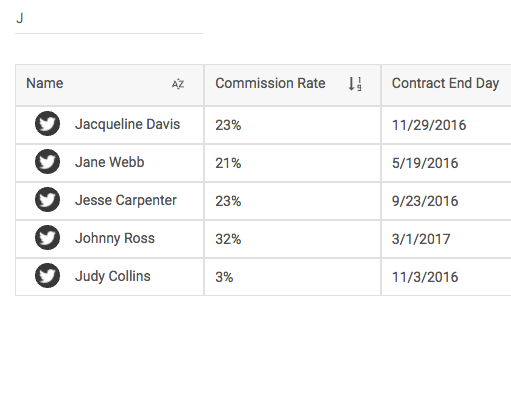 J
Name Commission Rate Contract End Day
Jacqueline Davis 23% 11/29/2016
Jane Webb 21% 5/19/2016
Jesse Carpenter 23% 9/23/2016
Johnny Ross 32% 3/1/2017
Judy Collins 3% 11/3/2016